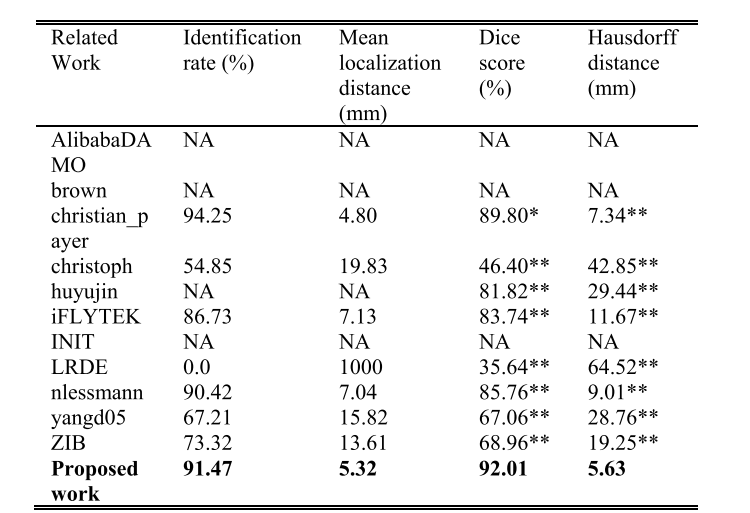 Related Identification Mean Dice Hausdorff
Work rate (%) localization score distance
distance (%) (mm)
(mm)
AlibabaDA NA NA NA NA
MO
brown NA NA NA NA
christian_p 94.25 4.80 89.80* 7.34**
ayer
christoph 54.85 19.83 46.40** 42.85**
huyujin NA NA 81.82** 29.44**
iFLYTEK 86.73 7.13 83.74** 11.67**
INIT NA NA NA NA
LRDE 0.0 1000 35.64** 64.52**
nlessmann 90.42 7.04 85.76** 9.01**
yangd05 67.21 15.82 67.06** 28.76**
ZIB 73.32 13.61 68.96** 19.25**
Proposed 91.47 5.32 92.01 5.63
work